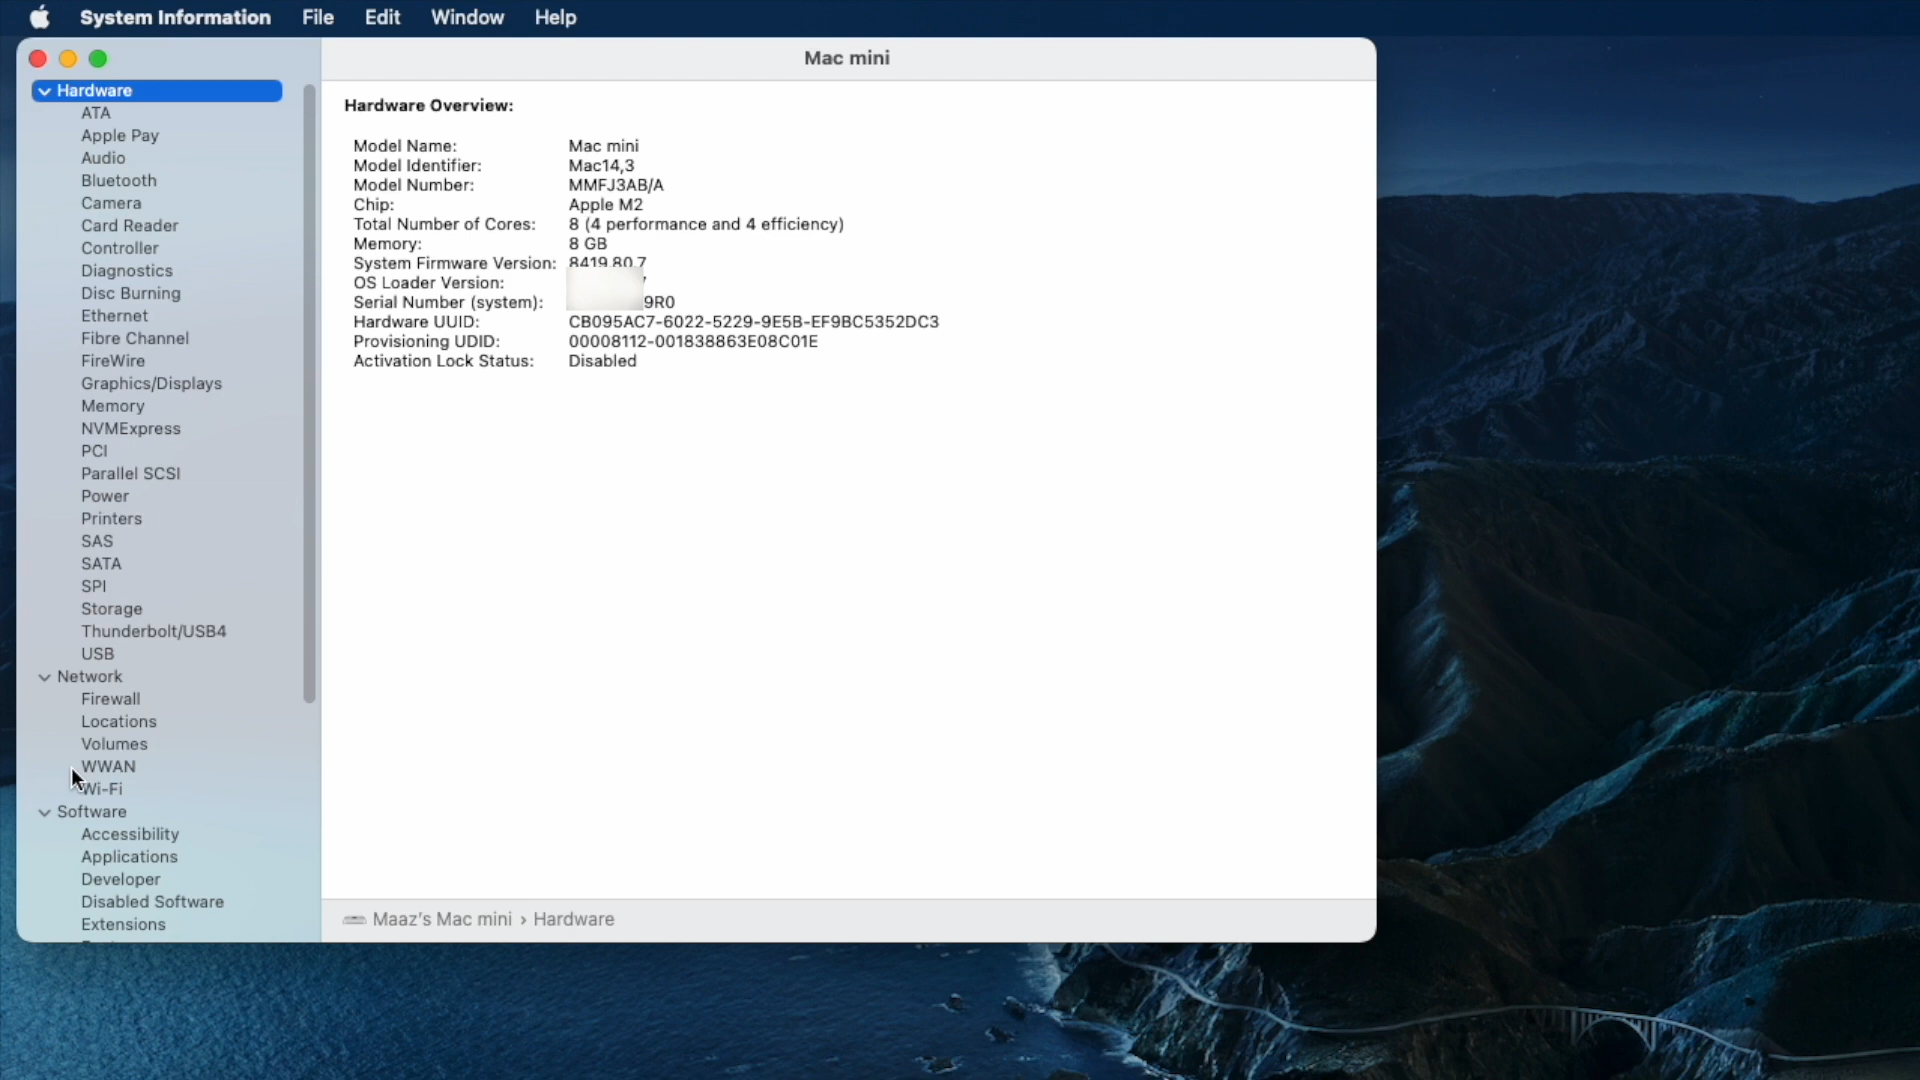 System Information File Edit Window Help
Mac mini
Hardware
ATA
Apple Pay
Audio
Bluetooth
Camera
Card Reader
Controller
Diagnostics
Disc Burning
Ethernet
Fibre Channel
FireWire
Graphics/Displays
Memory
NVMExpress
PCI
Parallel SCSI
Power
Printers
SAS
SATA
SPI
Storage
Thunderbolt/USB4
USB
Network
Firewall
Locations
Volumes
WWAN
Wi-Fi
Software
Accessibility
Applications
Developer
Disabled Software
Extensions
Hardware Overview:
Model Name: Mac mini
Model Identifier: Mac14,3
Model Number: MMFJ3AB/A
Chip: Apple M2
Total Number of Cores: 8 (4 performance and 4 efficiency)
Memory: 8 GB
System Firmware Version: 8419.80.7
OS Loader Version:
Serial Number (system): 9R0
Hardware UUID: CB095AC7-6022-5229-9E5B-EF9BC5352DC3
Provisioning UDID: 00008112-001838863E08C01E
Activation Lock Status: Disabled
Maaz's Mac mini › Hardware